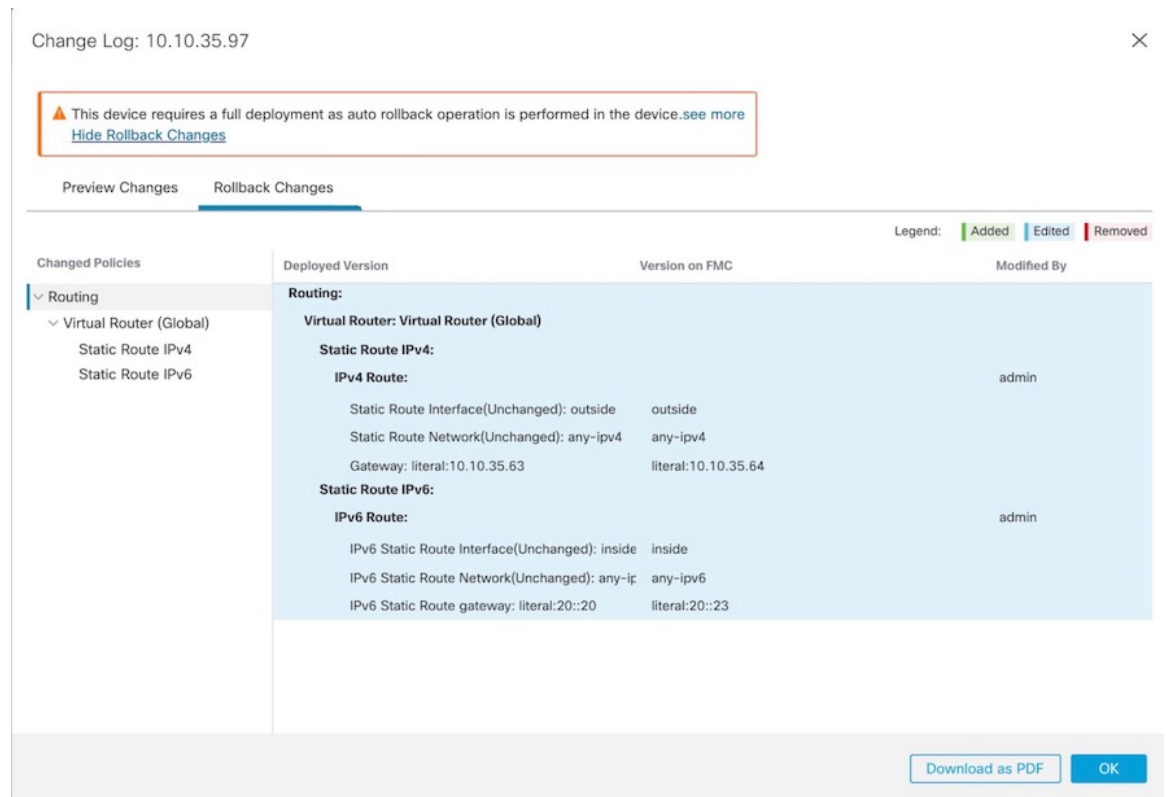 Change Log: 10.10.35.97
This device requires a full deployment as auto rollback operation is performed in the device.see more
Hide Rollback Changes
Preview Changes Rollback Changes
Legend: Added Edited Removed
Changed Policies Deployed Version Version on FMC Modified By
Routing Routing:
Virtual Router (Global) Virtual Router: Virtual Router (Global)
Static Route IPv4 Static Route IPv4:
Static Route IPv6 IPv4 Route: admin
Static Route Interface(Unchanged): outside outside
Static Route Network(Unchanged): any-ipv4 any-ipv4
Gateway: literal:10.10.35.63 literal:10.10.35.64
Static Route IPv6:
IPv6 Route: admin
IPv6 Static Route Interface(Unchanged): inside inside
IPv6 Static Route Network(Unchanged): any-ip any-ipv6
IPv6 Static Route gateway: literal:20::20 literal:20::23
Download as PDF OK